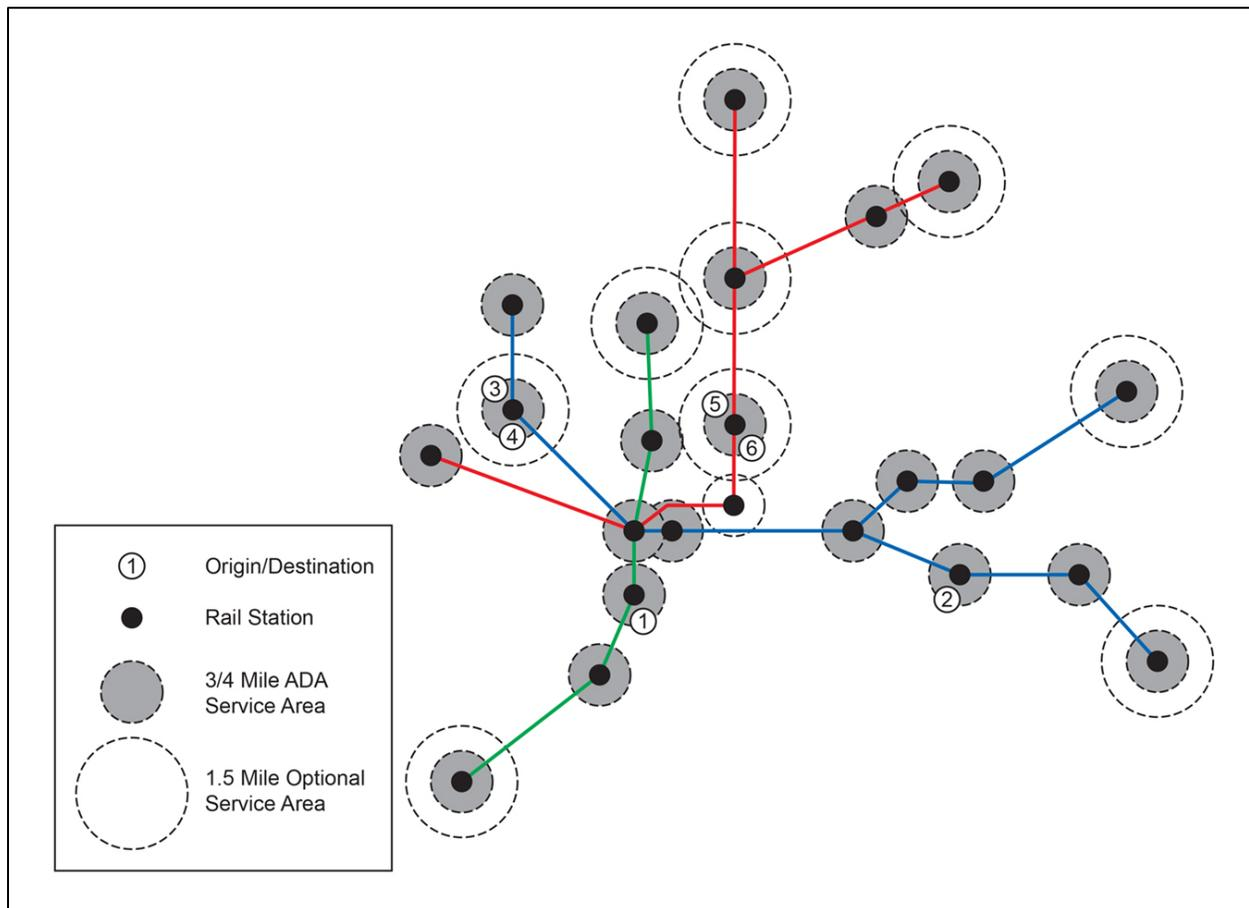 3
5
4
6
2
1
1 Origin/Destination
Rail Station
3/4 Mile ADA
Service Area
1.5 Mile Optional
Service Area